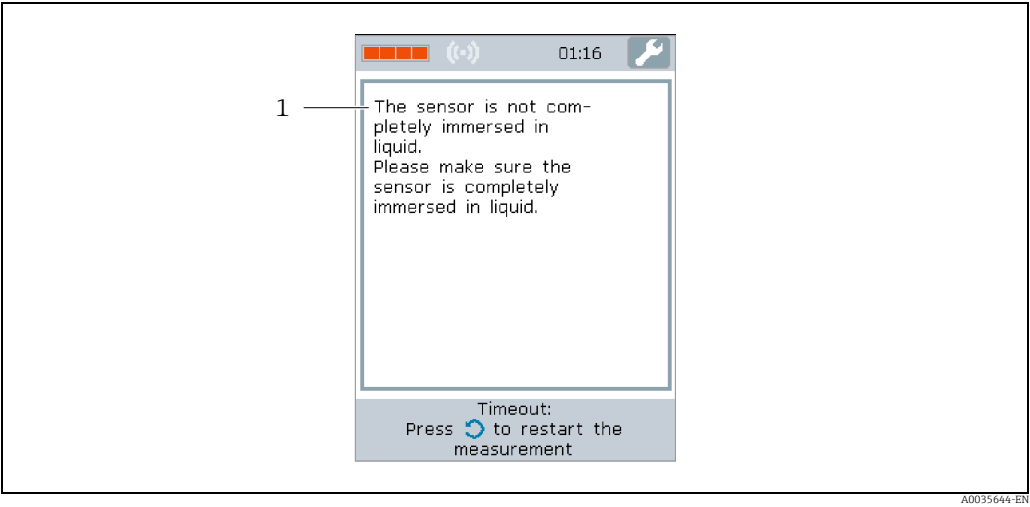 01:16
1
The sensor is not com-
pletely immersed in
liquid.
Please make sure the
sensor is completely
immersed in liquid.
Timeout:
Press to restart the
measurement
A0035644-EN